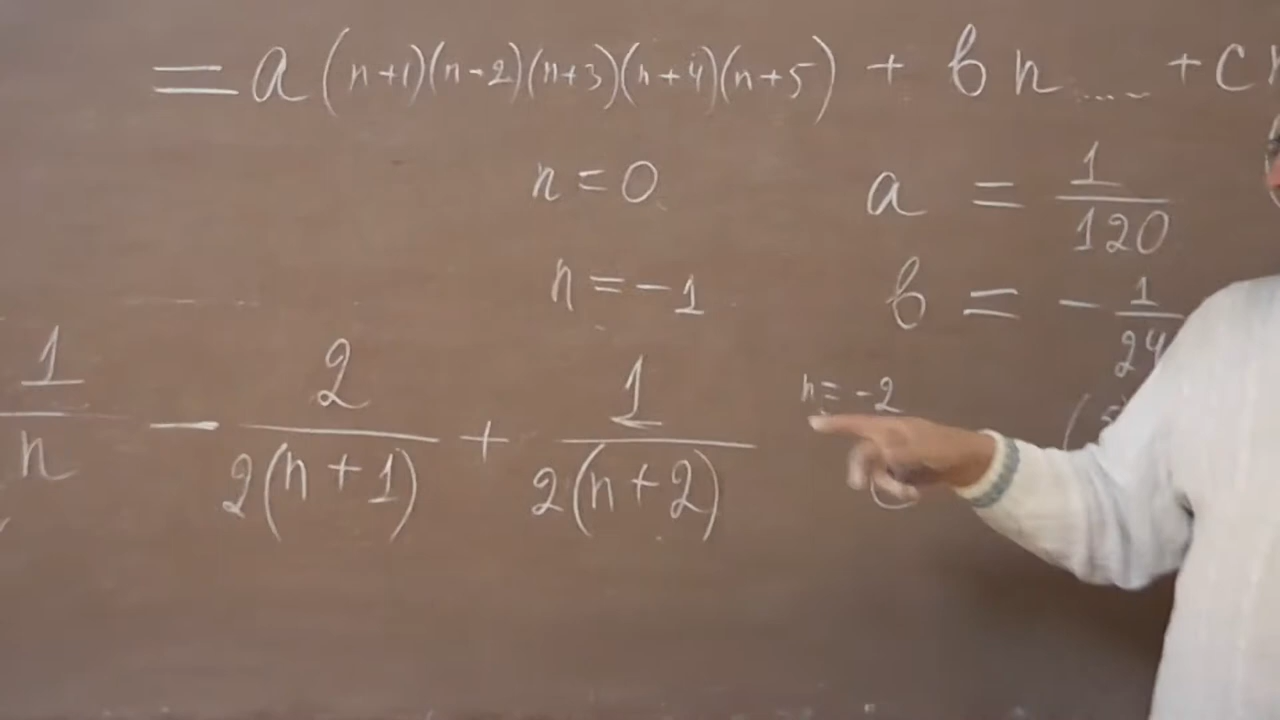 = a (n+1)(n-2)(n+3)(n+4)(n+5) + b n .... + c n
n = 0 a = 1/120
n = -1 b = - 1/24
1/n - 2/2(n+1) + 1/2(n+2) n = -2